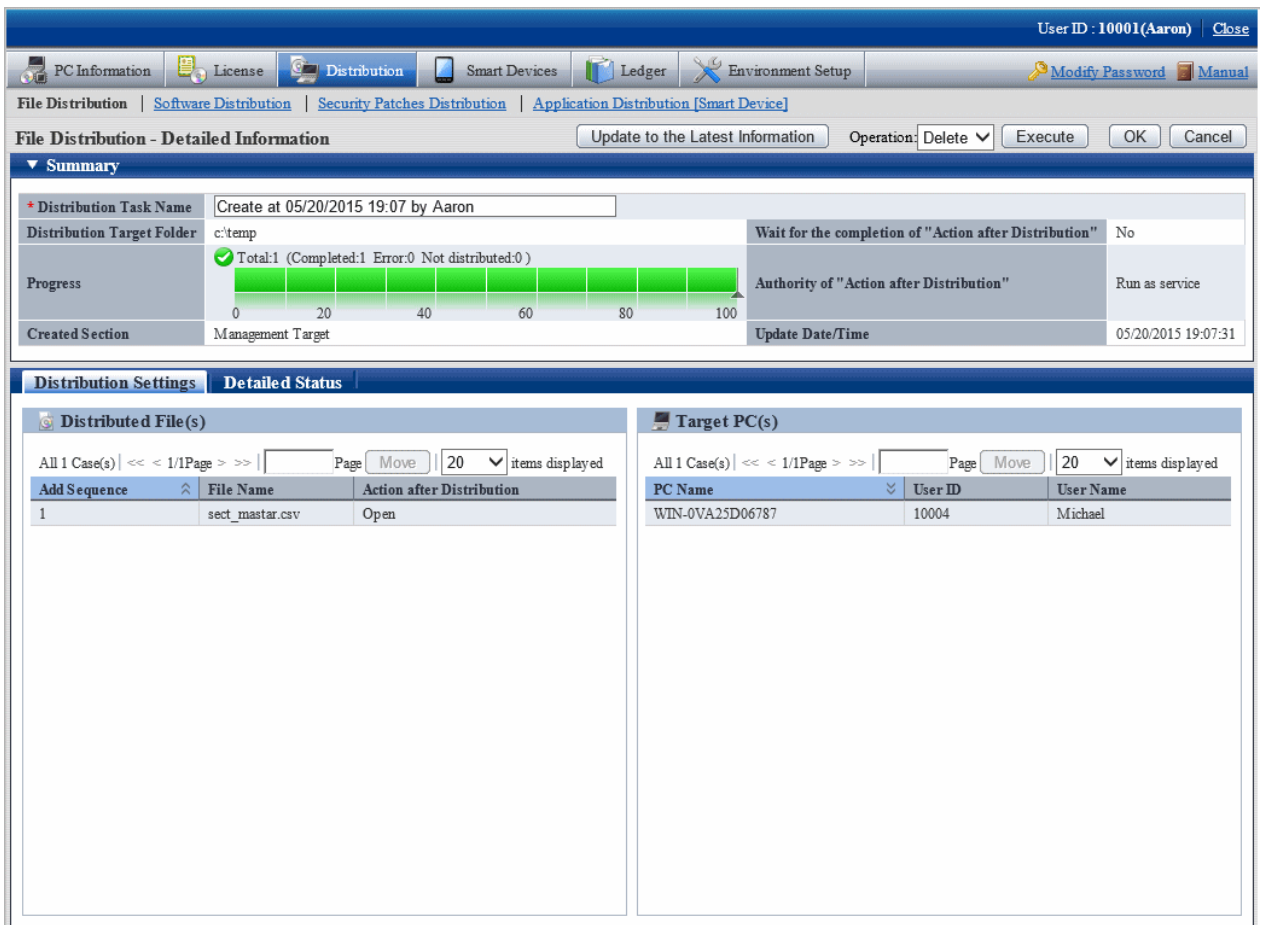 User ID : 10001(Aaron) Close
PC Information License Distribution Smart Devices Ledger Environment Setup Modify Password Manual
File Distribution | Software Distribution | Security Patches Distribution | Application Distribution [Smart Device]
File Distribution - Detailed Information Update to the Latest Information Operation: Delete Execute OK Cancel
▼ Summary
* Distribution Task Name Create at 05/20/2015 19:07 by Aaron
Distribution Target Folder c:\temp Wait for the completion of "Action after Distribution" No
Progress Total:1 (Completed:1 Error:0 Not distributed:0 ) Authority of "Action after Distribution" Run as service
0 20 40 60 80 100
Created Section Management Target Update Date/Time 05/20/2015 19:07:31
Distribution Settings Detailed Status
Distributed File(s)
All 1 Case(s) | << < 1/1Page > >> | Page Move | 20 items displayed
Add Sequence File Name Action after Distribution
1 sect_mastar.csv Open
Target PC(s)
All 1 Case(s) | << < 1/1Page > >> | Page Move | 20 items displayed
PC Name User ID User Name
WIN-0VA25D06787 10004 Michael